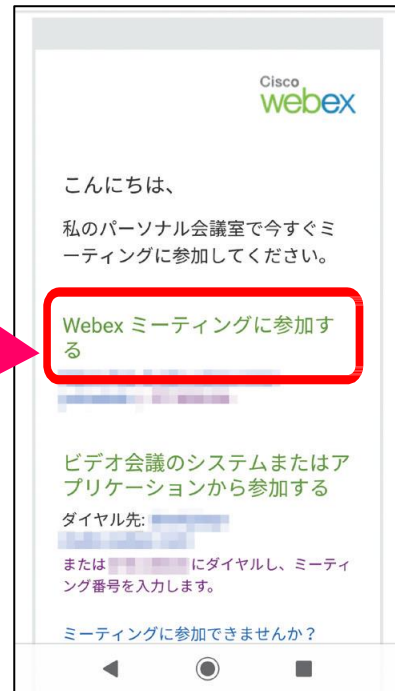 Cisco
webex
こんにちは、
私のパーソナル会議室で今すぐミ
ーティングに参加してください。
Webex ミーティングに参加す
る
ビデオ会議のシステムまたはア
プリケーションから参加する
ダイヤル先:
または にダイヤルし、ミーティ
ング番号を入力します。
ミーティングに参加できませんか？